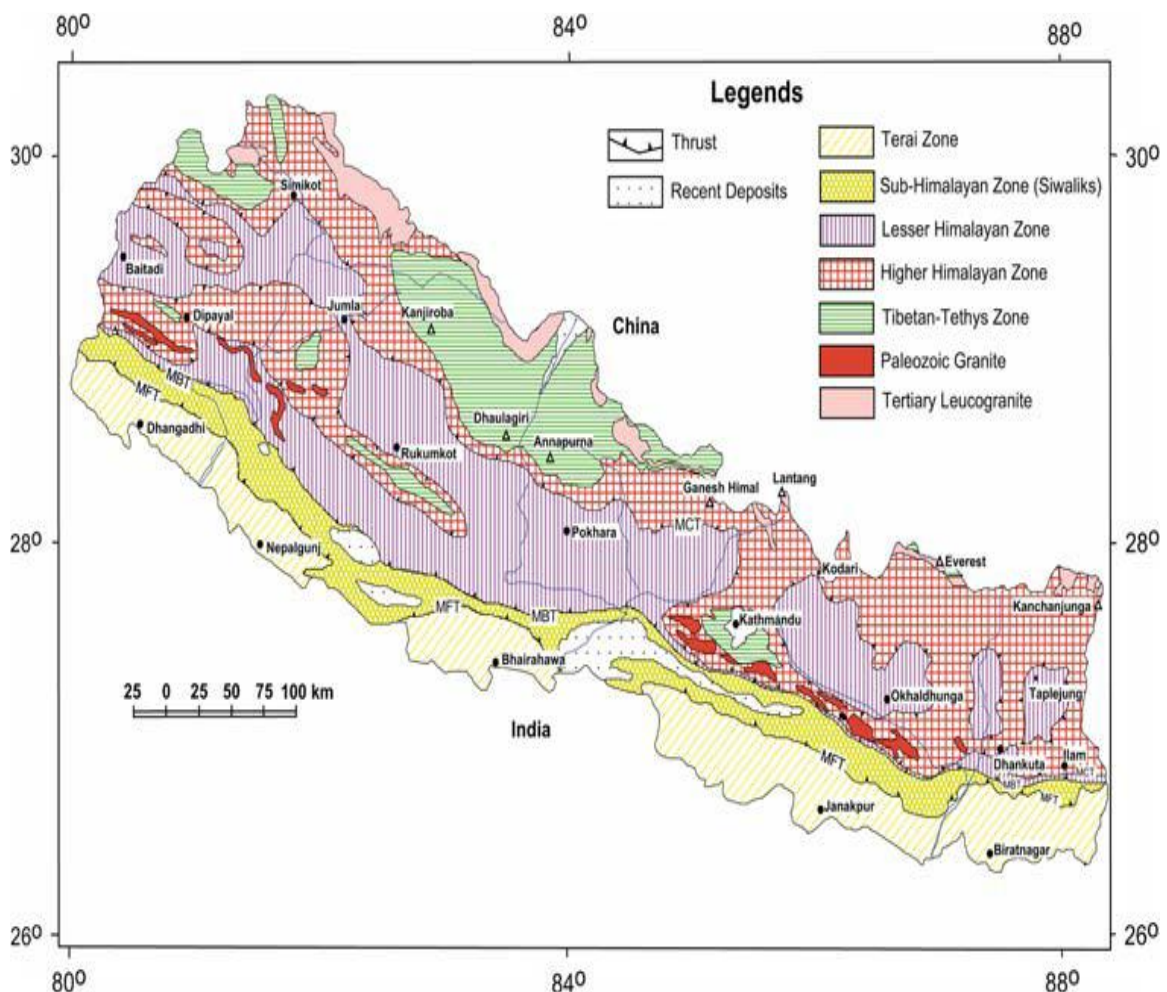 80⁰ 84⁰ 88⁰
Legends
Thrust
Recent Deposits
Terai Zone
Sub-Himalayan Zone (Siwaliks)
Lesser Himalayan Zone
Higher Himalayan Zone
Tibetan-Tethys Zone
Paleozoic Granite
Tertiary Leucogranite
30⁰ 30⁰
Simikot
Baitadi
Dipayal
Jumla
Kanjiroba
China
MBT
MFT
Dhangadhi
Dhaulagiri
Annapurna
Rukumkot
Ganesh Himal
Lantang
MCT
Pokhara
28⁰ 28⁰
Nepalgunj
Kodari
Everest
Kanchanjunga
MFT
MBT
Kathmandu
Bhairahawa
25 0 25 50 75 100 km
India
Okhaldhunga
Taplejung
MFT
Dhankuta
Ilam
MCT
MBT
MFT
Janakpur
Biratnagar
26⁰ 26⁰
80⁰ 84⁰ 88⁰